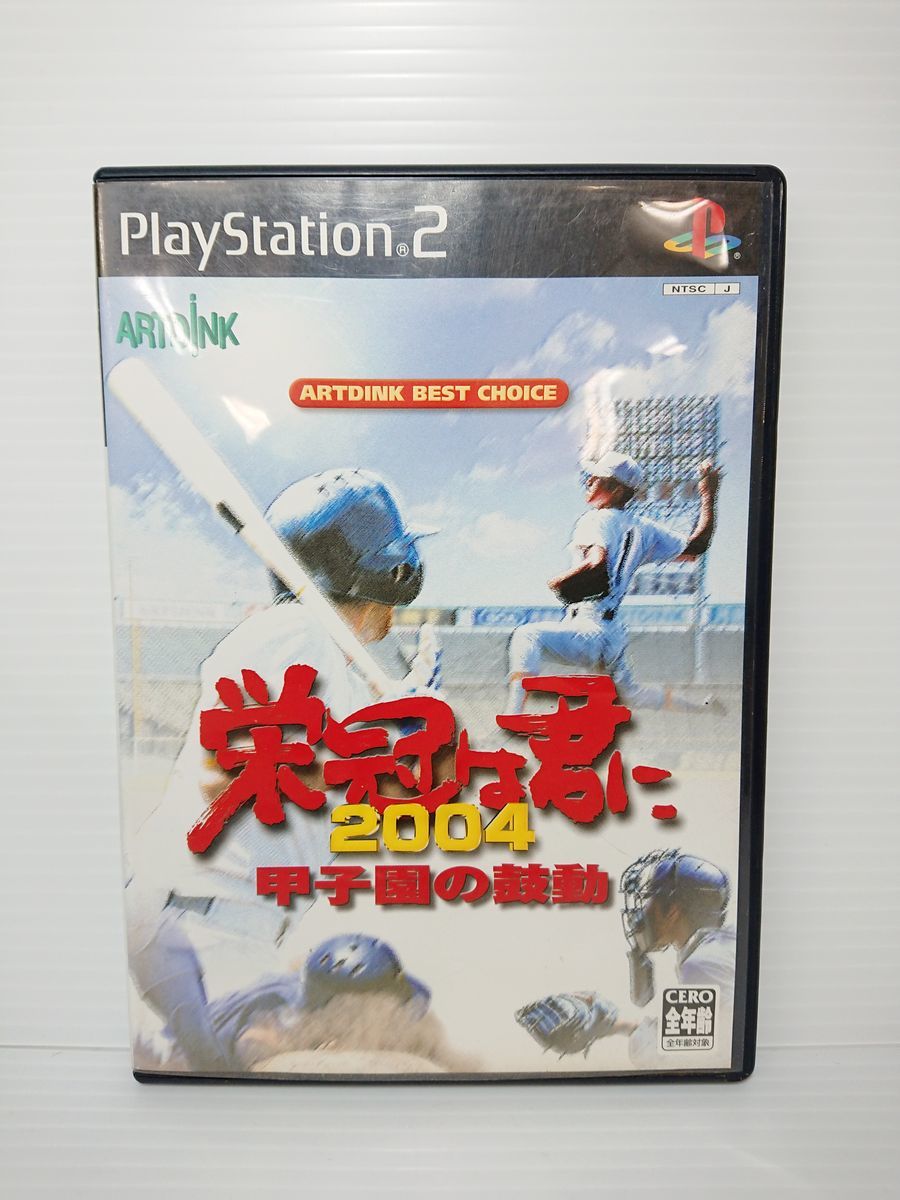 PlayStation®2
®
NTSC J
ARTDINK
ARTDINK BEST CHOICE
栄冠は君に
2004
甲子園の鼓動
CERO
全年齢
全年齢対象